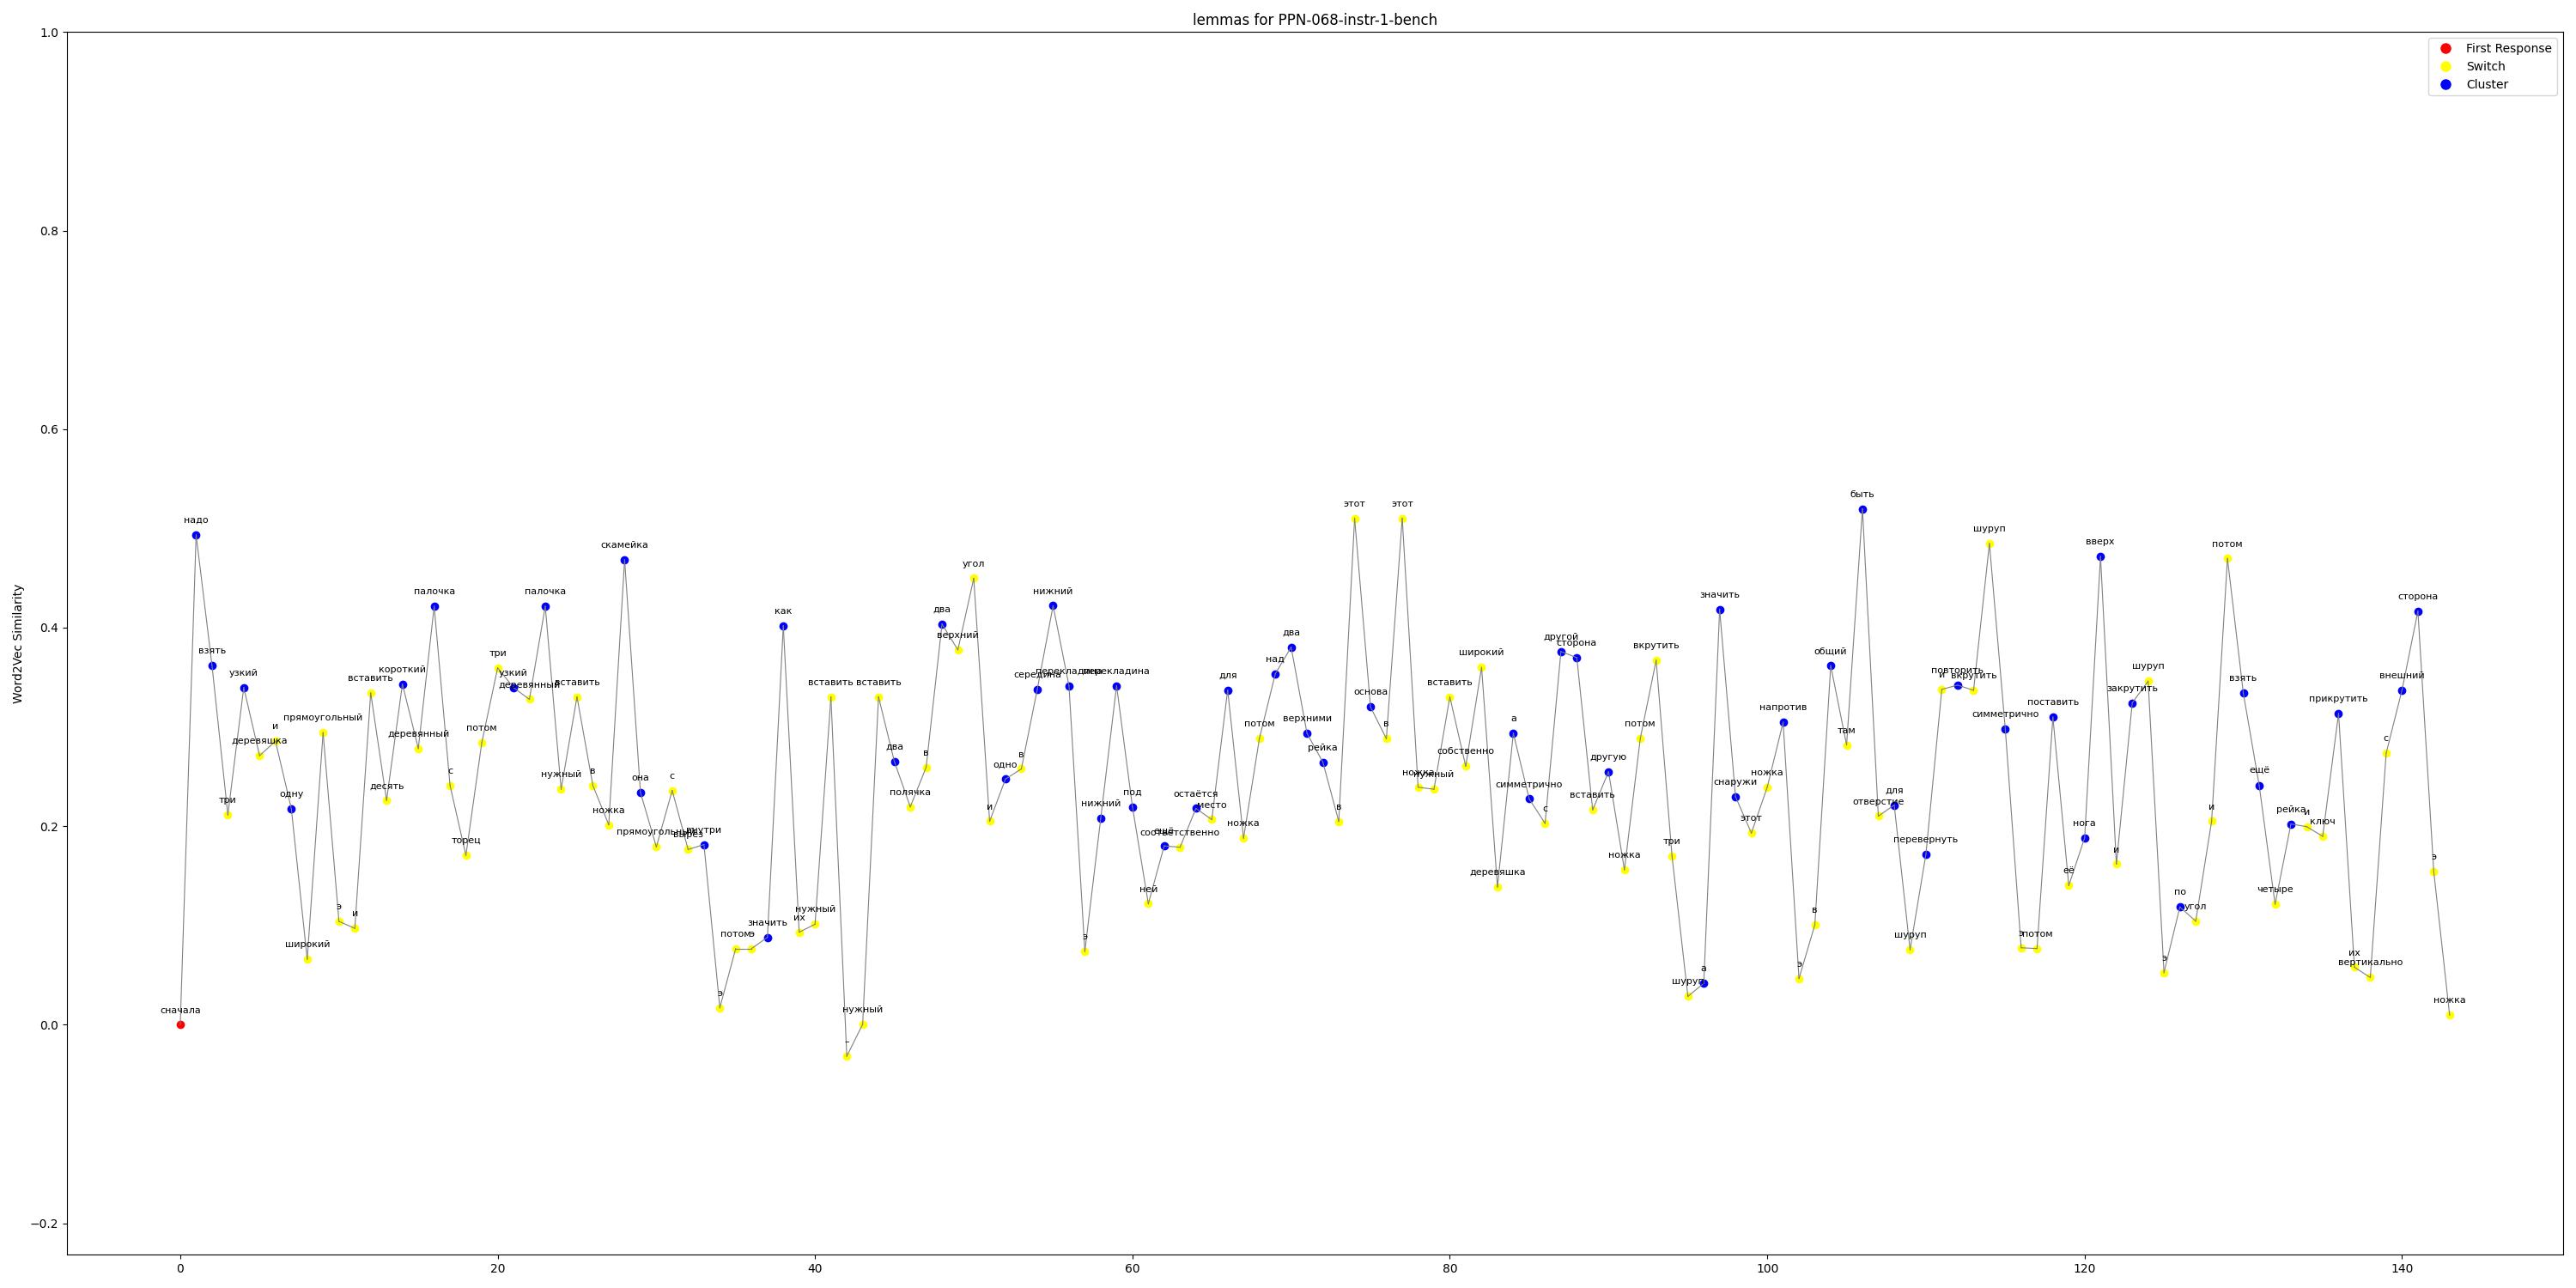 lemmas for PPN-068-instr-1-bench
Word2Vec Similarity
1.0
0.8
0.6
0.4
0.2
0.0
−0.2
0
20
40
60
80
100
120
140
First Response
Switch
Cluster
сначала
надо
взять
три
узкий
деревяшка
и
одну
широкий
прямоугольный
э
и
вставить
десять
короткий
деревянный
палочка
с
торец
потом
три
узкий
деревянный
палочка
нужный
вставить
в
ножка
скамейка
она
прямоугольный
с
вырез
внутри
э
потом
э
значить
как
их
нужный
вставить
–
нужный
вставить
два
полячка
в
два
верхний
угол
и
одно
в
середина
нижний
перекладина
э
нижний
перекладина
под
ней
ещё
соответственно
остаётся
место
для
ножка
потом
над
два
верхними
рейка
в
этот
основа
в
этот
ножка
нужный
вставить
собственно
широкий
деревяшка
а
симметрично
с
другой
сторона
вставить
другую
ножка
потом
вкрутить
три
шуруп
а
значить
снаружи
этот
ножка
напротив
э
в
общий
там
быть
отверстие
для
шуруп
перевернуть
и
повторить
вкрутить
шуруп
симметрично
э
потом
поставить
её
нога
вверх
и
закрутить
шуруп
э
по
угол
и
потом
взять
ещё
четыре
рейка
и
ключ
прикрутить
их
вертикально
с
внешний
сторона
э
ножка